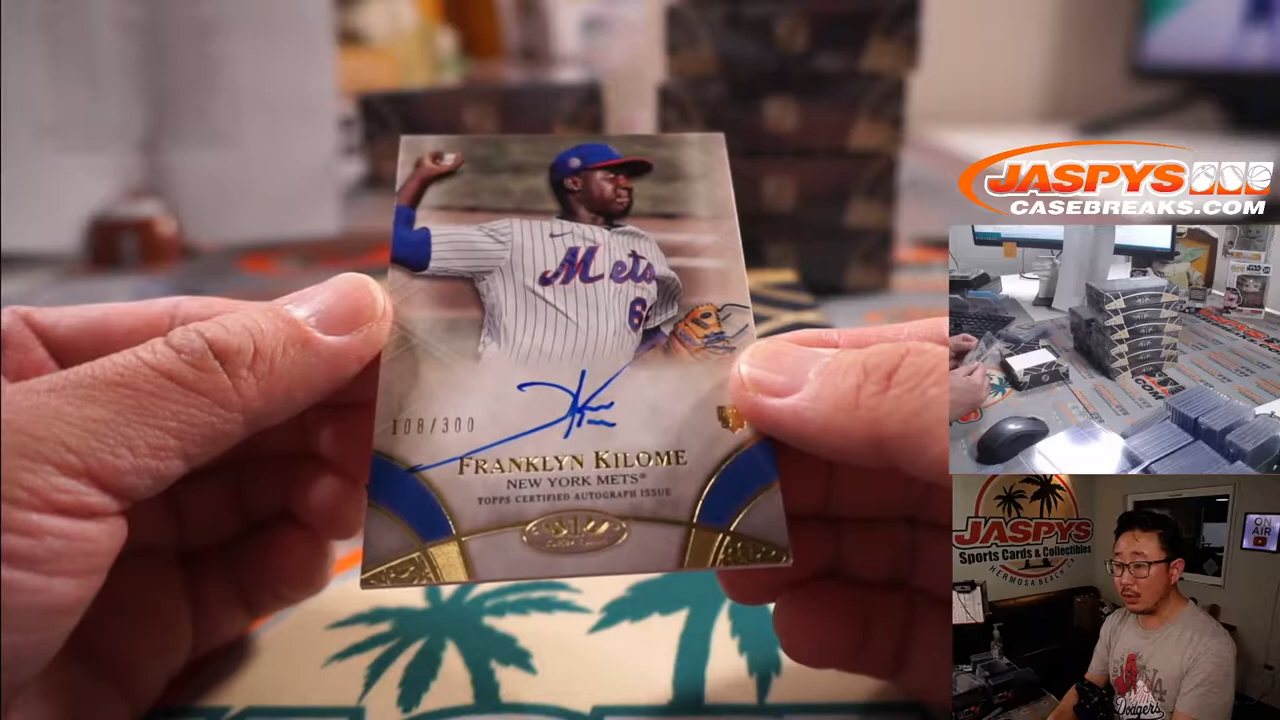 Mets
6
108/300
FRANKLYN KILOME
NEW YORK METS®
TOPPS CERTIFIED AUTOGRAPH ISSUE
JASPYS
CASEBREAKS.COM
JASPYS
Sports Cards & Collectibles
HERMOSA BEACH, CA
ON
AIR
Dodgers